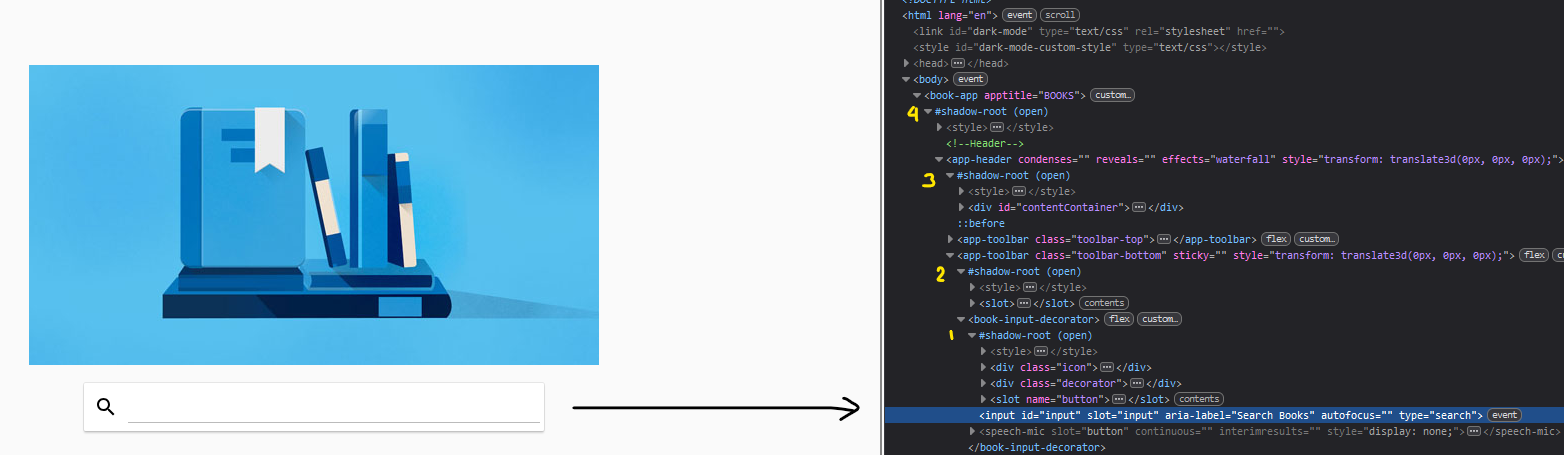 <!DOCTYPE html>
<html lang="en"> event scroll
<link id="dark-mode" type="text/css" rel="stylesheet" href="">
<style id="dark-mode-custom-style" type="text/css"></style>
<head>⋯</head>
<body> event
<book-app apptitle="BOOKS"> custom…
4 #shadow-root (open)
<style>⋯</style>
<!--Header-->
<app-header condenses="" reveals="" effects="waterfall" style="transform: translate3d(0px, 0px, 0px);">
3 #shadow-root (open)
<style>⋯</style>
<div id="contentContainer">⋯</div>
::before
<app-toolbar class="toolbar-top">⋯</app-toolbar> flex custom…
<app-toolbar class="toolbar-bottom" sticky="" style="transform: translate3d(0px, 0px, 0px);"> flex
2 #shadow-root (open)
<style>⋯</style>
<slot>⋯</slot> contents
<book-input-decorator> flex custom…
1 #shadow-root (open)
<style>⋯</style>
<div class="icon">⋯</div>
<div class="decorator">⋯</div>
<slot name="button">⋯</slot> contents
<input id="input" slot="input" aria-label="Search Books" autofocus="" type="search"> event
<speech-mic slot="button" continuous="" interimresults="" style="display: none;">⋯</speech-mic>
</book-input-decorator>